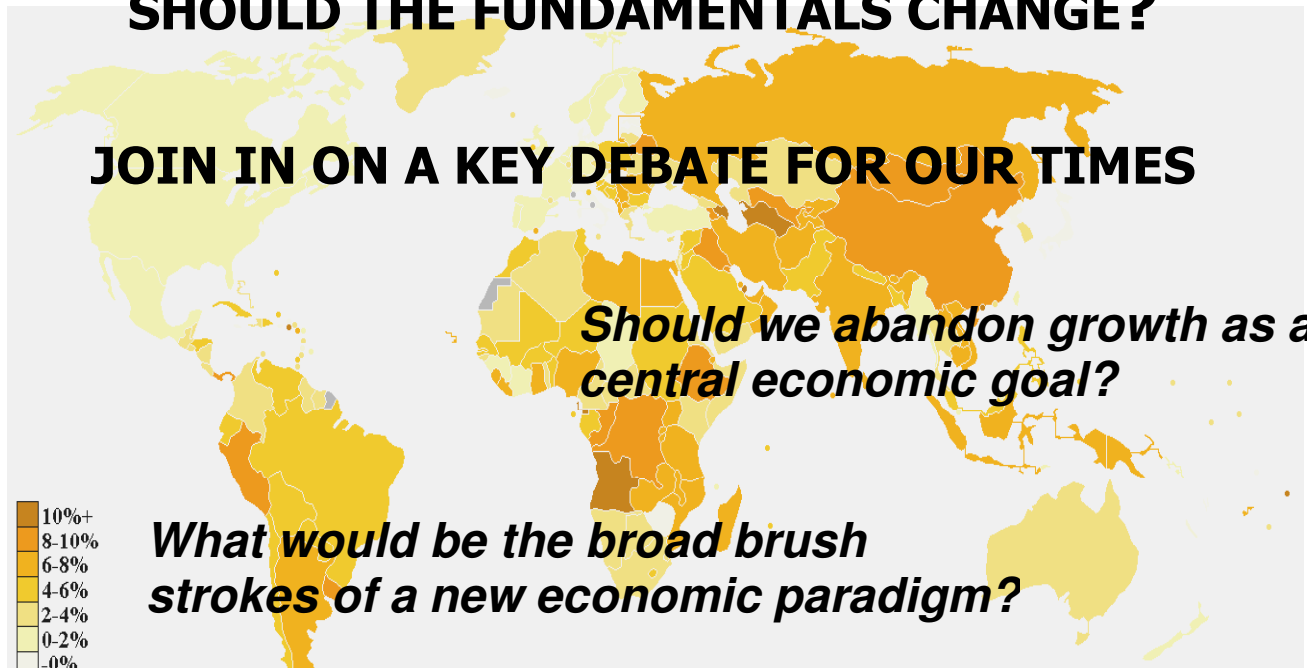 SHOULD THE FUNDAMENTALS CHANGE?
JOIN IN ON A KEY DEBATE FOR OUR TIMES
Should we abandon growth as a
central economic goal?
What would be the broad brush
strokes of a new economic paradigm?
10%+
8-10%
6-8%
4-6%
2-4%
0-2%
-0%